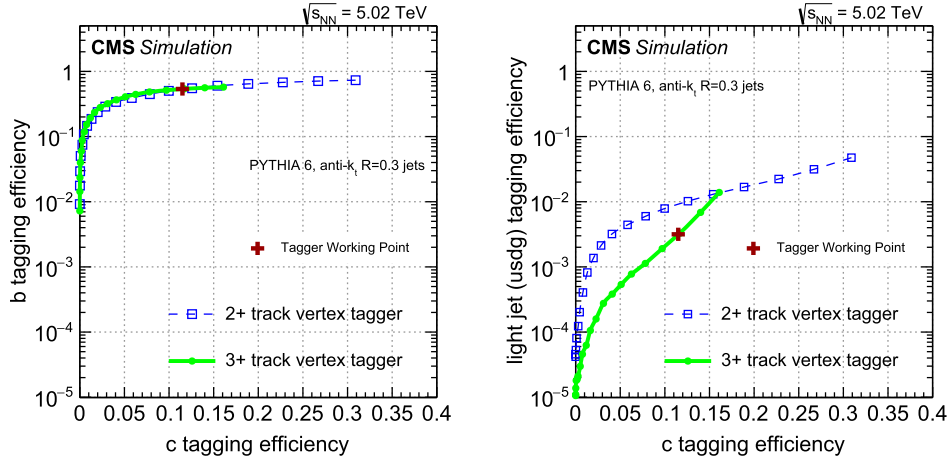 √s_NN = 5.02 TeV
CMS Simulation
PYTHIA 6, anti-k_t R=0.3 jets
Tagger Working Point
2+ track vertex tagger
3+ track vertex tagger
b tagging efficiency
1
10⁻¹
10⁻²
10⁻³
10⁻⁴
10⁻⁵
0 0.05 0.1 0.15 0.2 0.25 0.3 0.35 0.4
c tagging efficiency
√s_NN = 5.02 TeV
CMS Simulation
PYTHIA 6, anti-k_t R=0.3 jets
Tagger Working Point
2+ track vertex tagger
3+ track vertex tagger
light jet (usdg) tagging efficiency
1
10⁻¹
10⁻²
10⁻³
10⁻⁴
10⁻⁵
0 0.05 0.1 0.15 0.2 0.25 0.3 0.35 0.4
c tagging efficiency